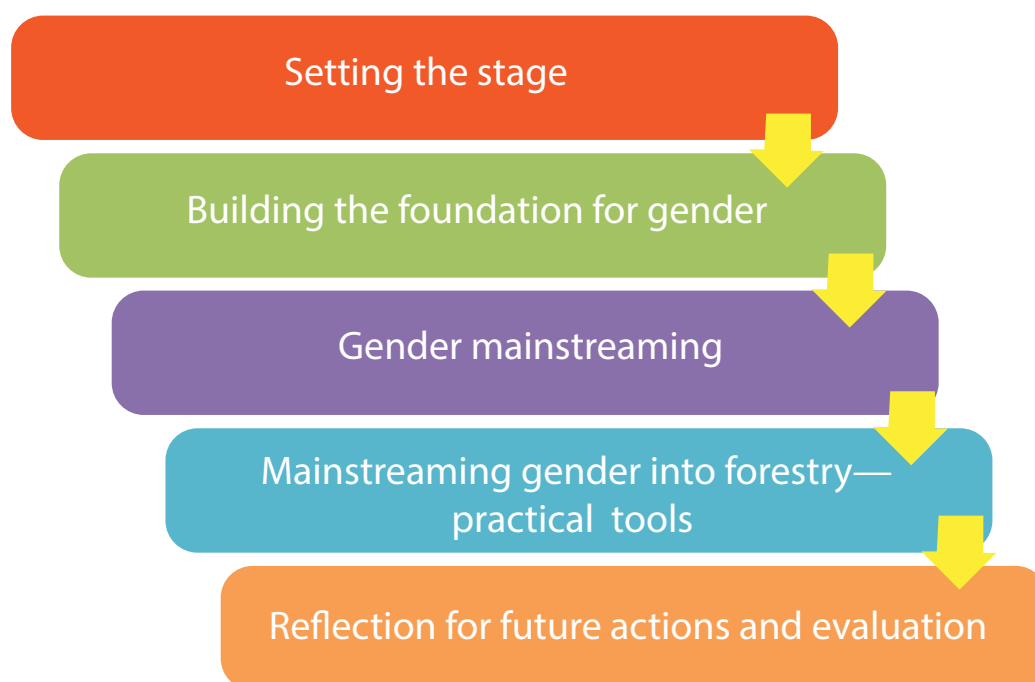 Setting the stage
Building the foundation for gender
Gender mainstreaming
Mainstreaming gender into forestry—
practical tools
Reflection for future actions and evaluation